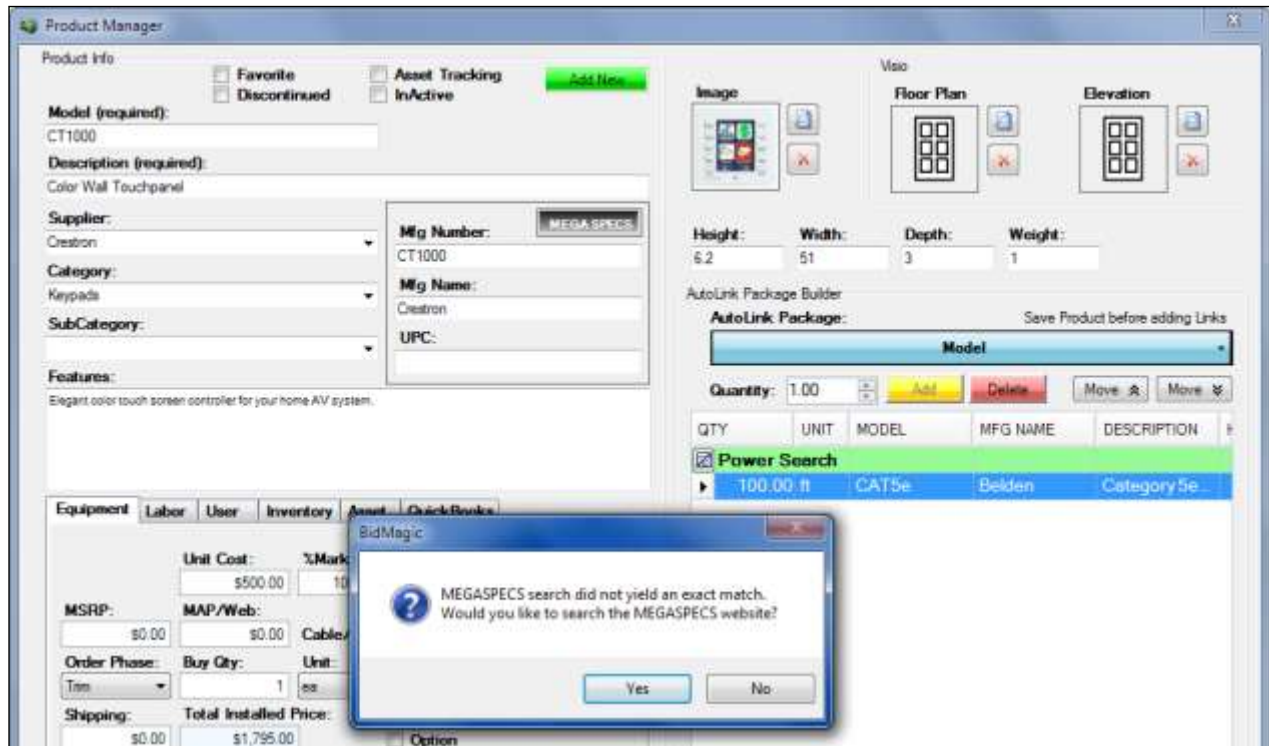 Product Manager
Product Info
Favorite
Asset Tracking
Add New
Discontinued
InActive
Model (required):
CT1000
Description (required):
Color Wall Touchpanel
Supplier:
Crestron
Category:
Keypads
SubCategory:
Features:
Elegant color touch screen controller for your home AV system.
MEGA SPECS
Mfg Number:
CT1000
Mfg Name:
Crestron
UPC:
Visio
Image
Floor Plan
Elevation
Height:
Width:
Depth:
Weight:
6.2
51
3
1
AutoLink Package Builder
AutoLink Package:
Save Product before adding Links
Model
Quantity:
1.00
Add
Delete
Move
Move
QTY
UNIT
MODEL
MFG NAME
DESCRIPTION
Power Search
100.00
ft
CAT5e
Belden
Category 5e...
Equipment
Labor
User
Inventory
Asset
QuickBooks
Unit Cost:
%Mark
$500.00
10
MSRP:
MAP/Web:
$0.00
$0.00
Cable
Order Phase:
Buy Qty:
Unit:
Trim
1
ea
Shipping:
Total Installed Price:
$0.00
$1,795.00
Option
BidMagic
MEGASPECS search did not yield an exact match.
Would you like to search the MEGASPECS website?
Yes
No